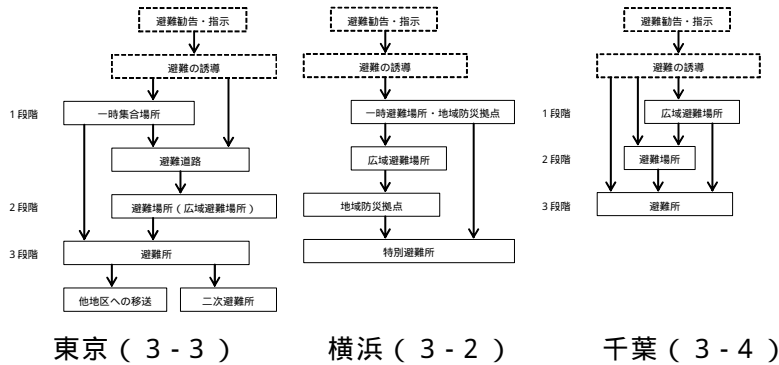 避難勧告・指示
避難の誘導
1段階
一時集合場所
避難道路
2段階
避難場所(広域避難場所)
3段階
避難所
他地区への移送
二次避難所
東京(3-3)
避難勧告・指示
避難の誘導
一時避難場所・地域防災拠点
広域避難場所
地域防災拠点
特別避難所
横浜(3-2)
避難勧告・指示
避難の誘導
1段階
広域避難場所
2段階
避難場所
3段階
避難所
千葉(3-4)